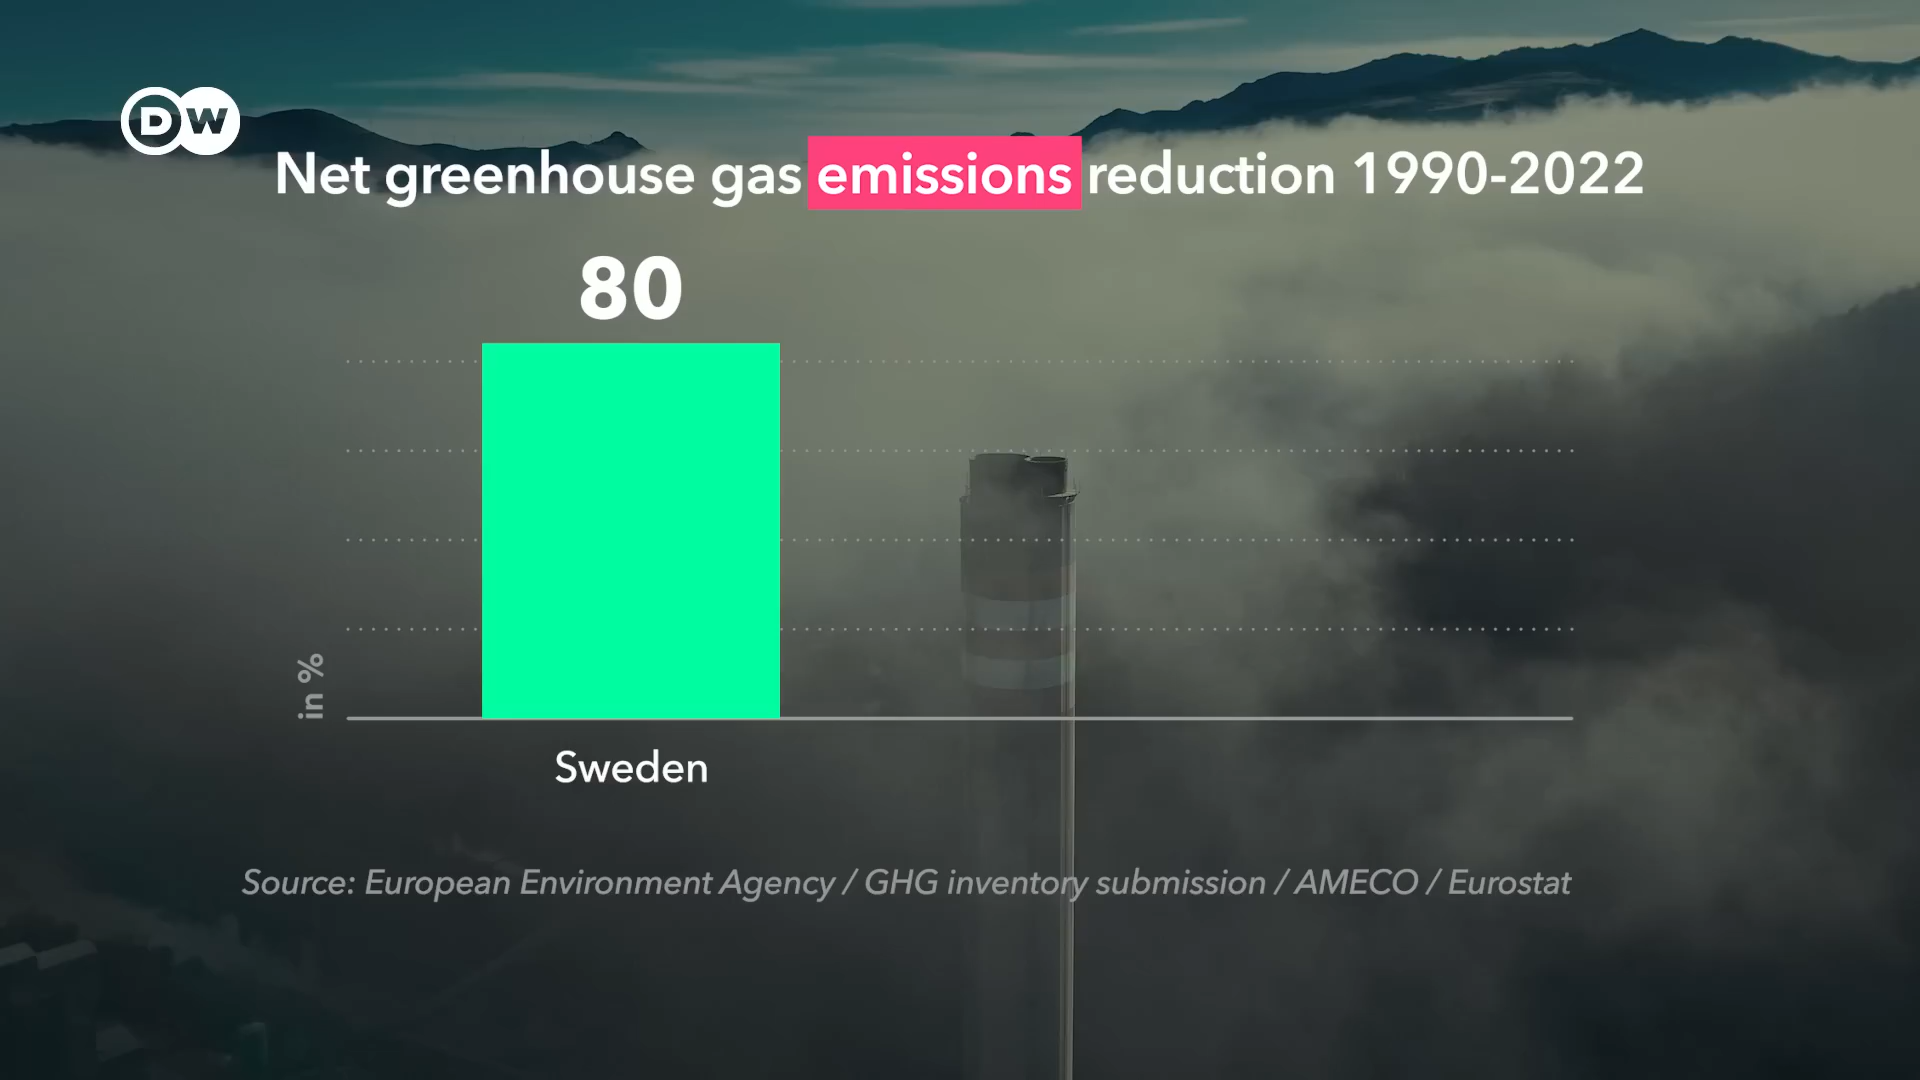 DW
Net greenhouse gas emissions reduction 1990-2022
80
in %
Sweden
Source: European Environment Agency / GHG inventory submission / AMECO / Eurostat